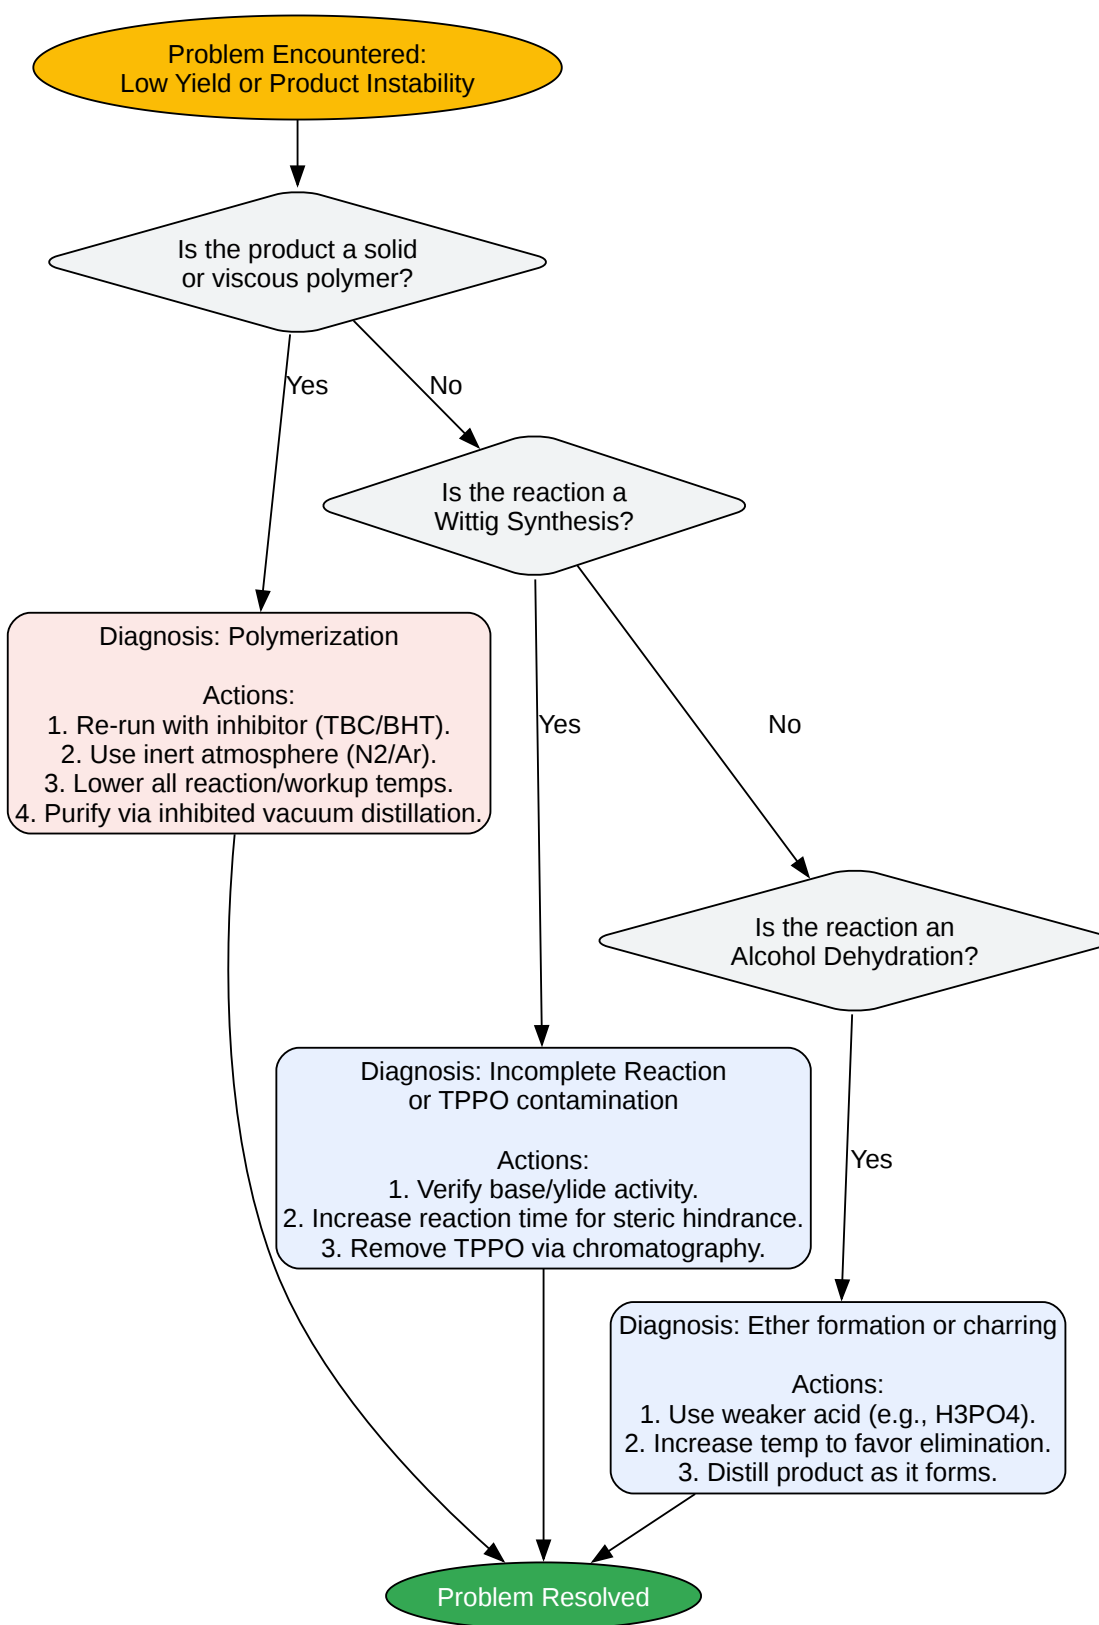 Problem Encountered:
Low Yield or Product Instability
Is the product a solid
or viscous polymer?
Yes
No
Is the reaction a
Wittig Synthesis?
Diagnosis: Polymerization
Actions:
1. Re-run with inhibitor (TBC/BHT).
2. Use inert atmosphere (N2/Ar).
3. Lower all reaction/workup temps.
4. Purify via inhibited vacuum distillation.
Yes
No
Is the reaction an
Alcohol Dehydration?
Diagnosis: Incomplete Reaction
or TPPO contamination
Actions:
1. Verify base/ylide activity.
2. Increase reaction time for steric hindrance.
3. Remove TPPO via chromatography.
Yes
Diagnosis: Ether formation or charring
Actions:
1. Use weaker acid (e.g., H3PO4).
2. Increase temp to favor elimination.
3. Distill product as it forms.
Problem Resolved